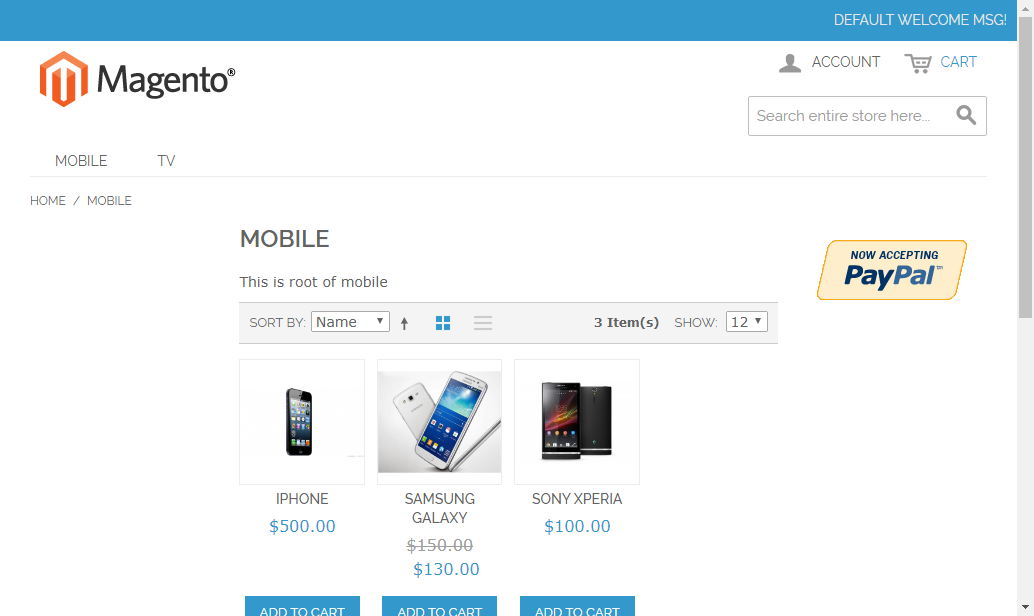 DEFAULT WELCOME MSG!
Magento®
ACCOUNT
CART
Search entire store here...
MOBILE
TV
HOME / MOBILE
MOBILE
This is root of mobile
NOW ACCEPTING
PayPal™
SORT BY: Name
3 Item(s)
SHOW: 12
IPHONE
$500.00
SAMSUNG
GALAXY
$150.00
$130.00
SONY XPERIA
$100.00
ADD TO CART
ADD TO CART
ADD TO CART